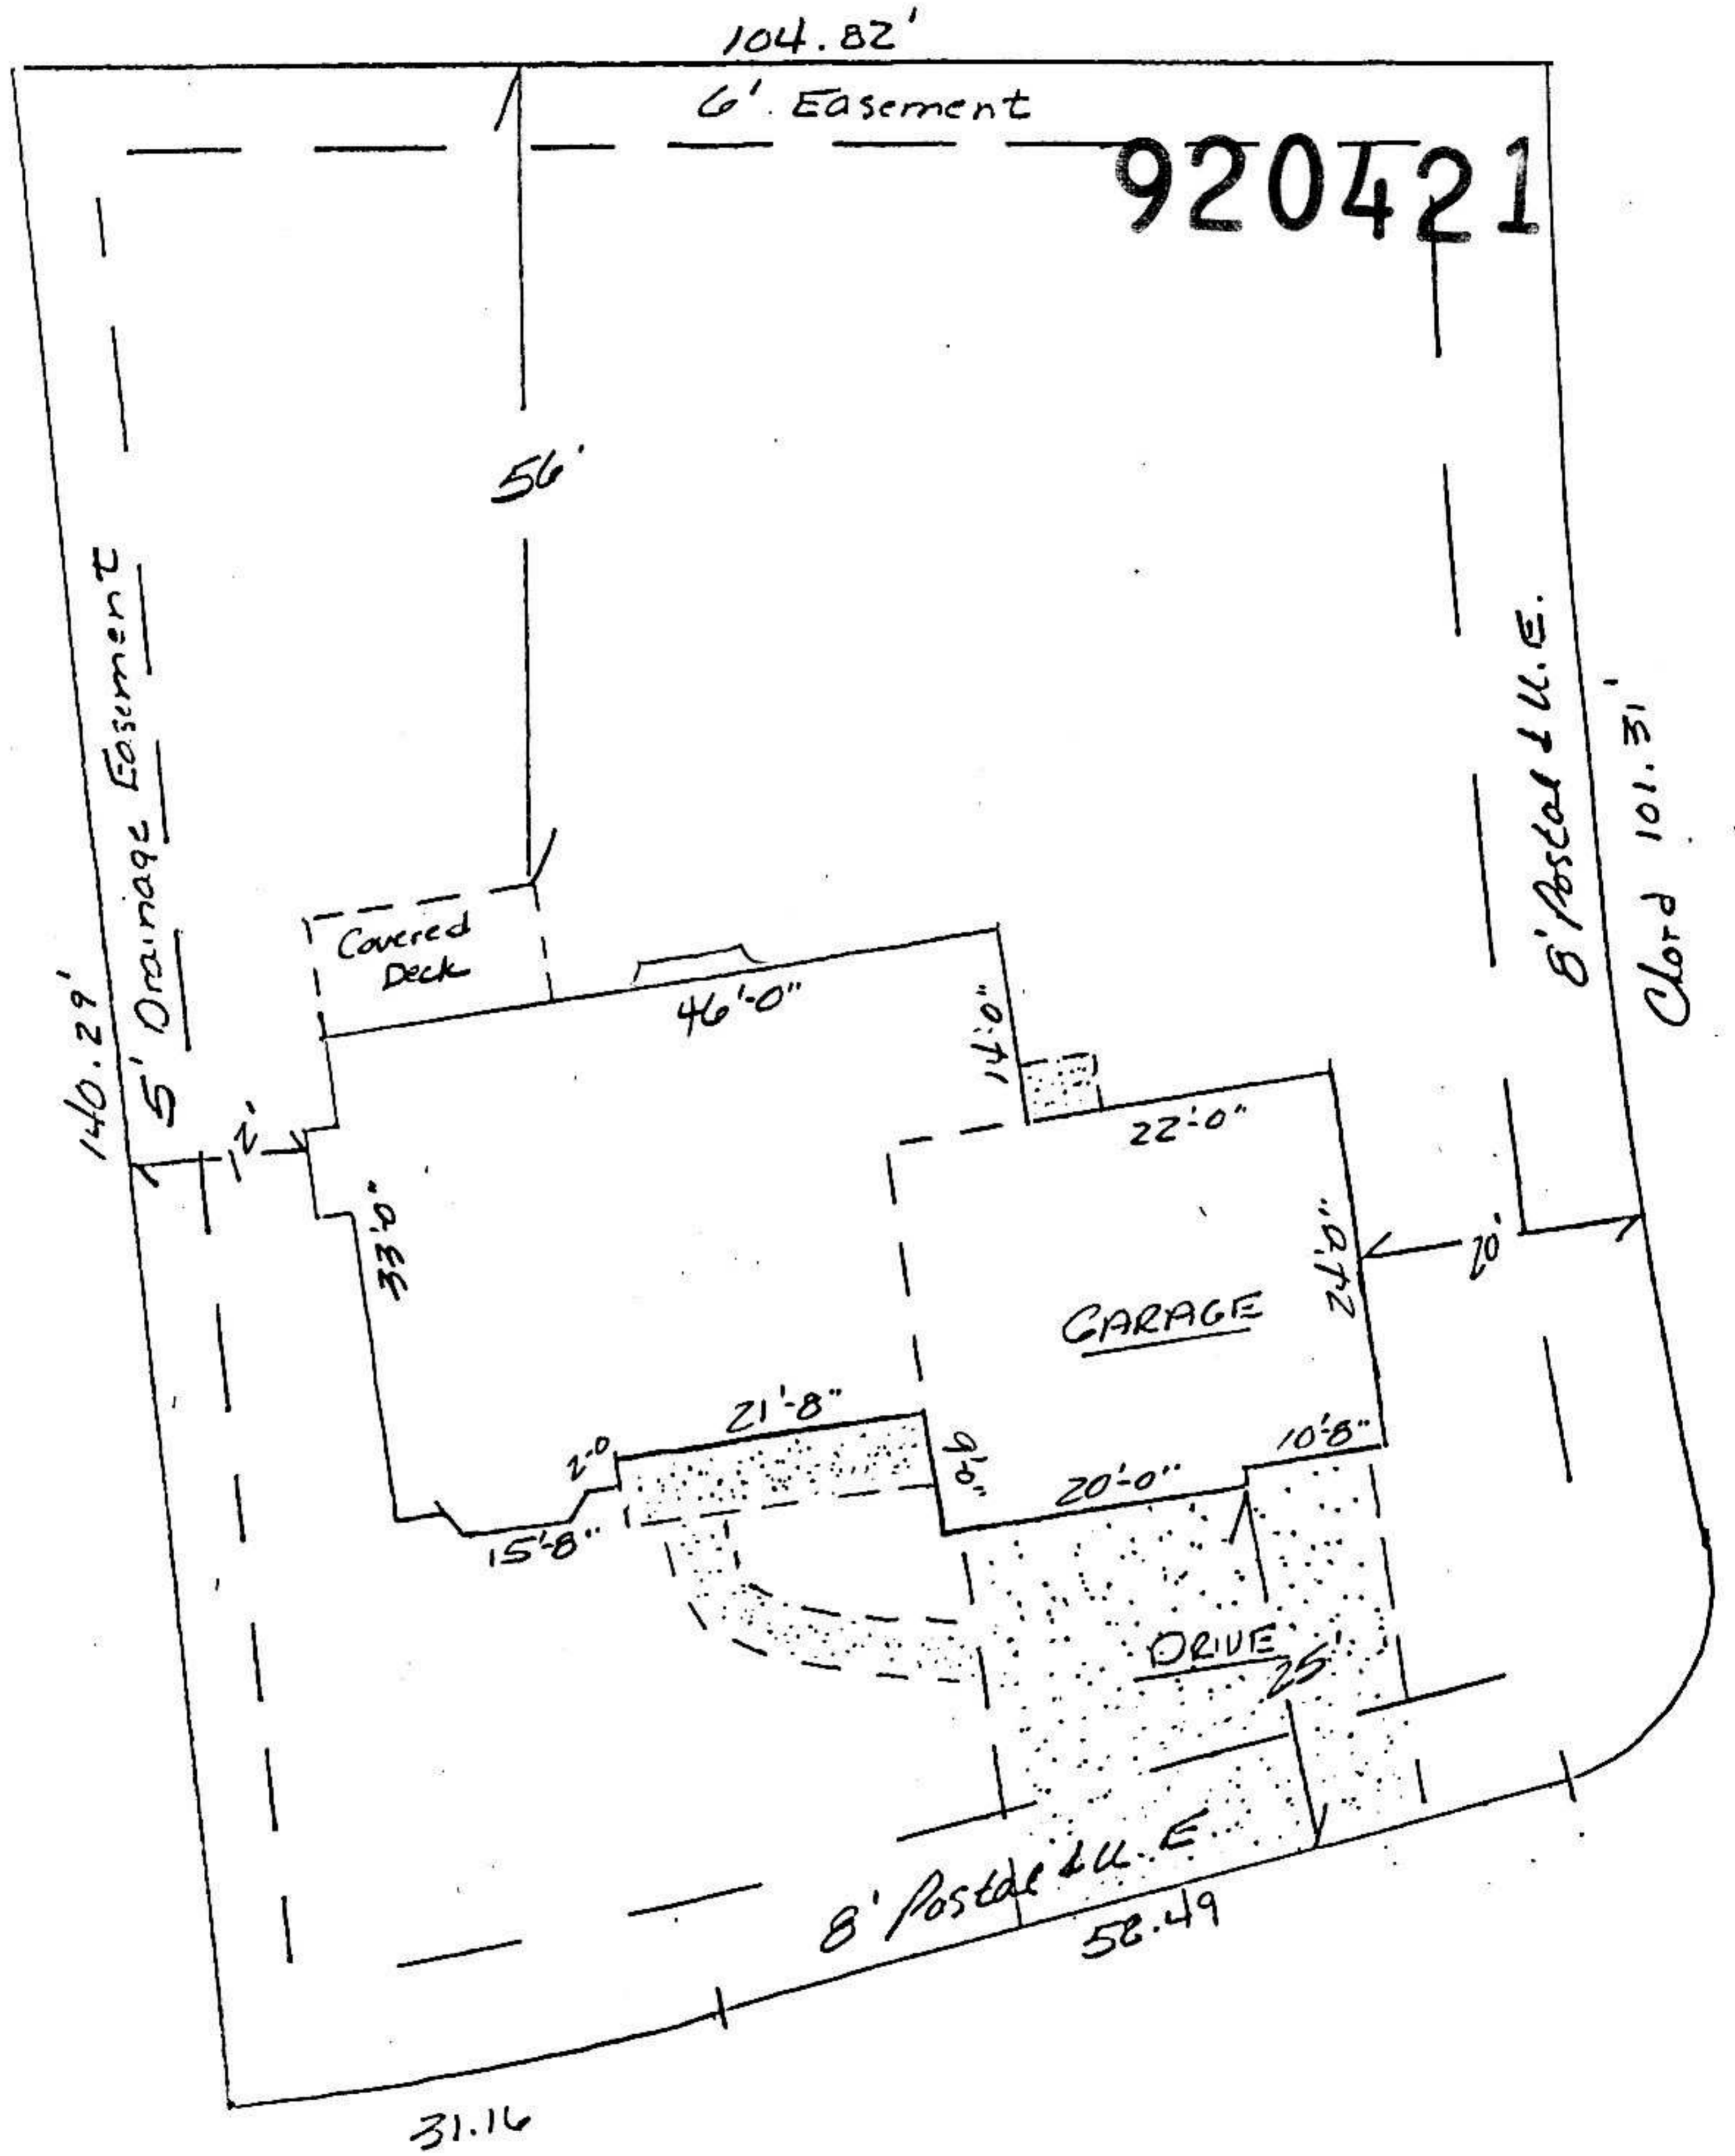 104.82'
6' Easement
920421
56'
5' Drainage Easement
140.29'
8' Postal & U.E.
Chord 101.31'
Covered
Deck
46'-0"
14'-0"
22'-0"
12'
33'-0"
24'-0"
20'
GARAGE
21'-8"
2'-0
9'-0"
10'-8"
20'-0"
15'-8"
DRIVE
25'
8' Postal & U.E.
31.16